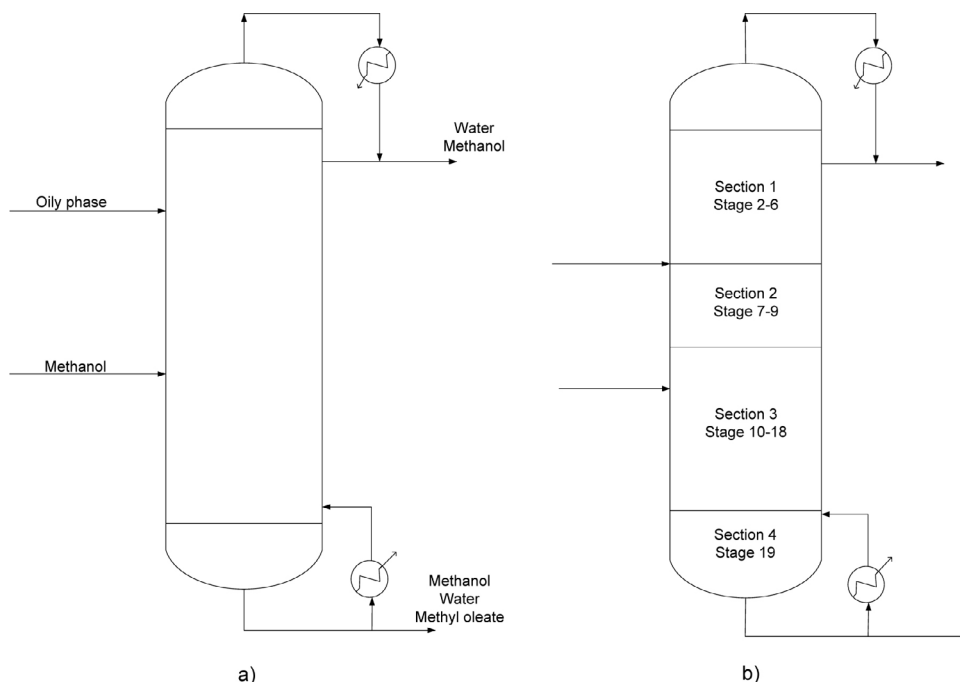 Water
Methanol
Oily phase
Methanol
Methanol
Water
Methyl oleate
a)
Section 1
Stage 2-6
Section 2
Stage 7-9
Section 3
Stage 10-18
Section 4
Stage 19
b)